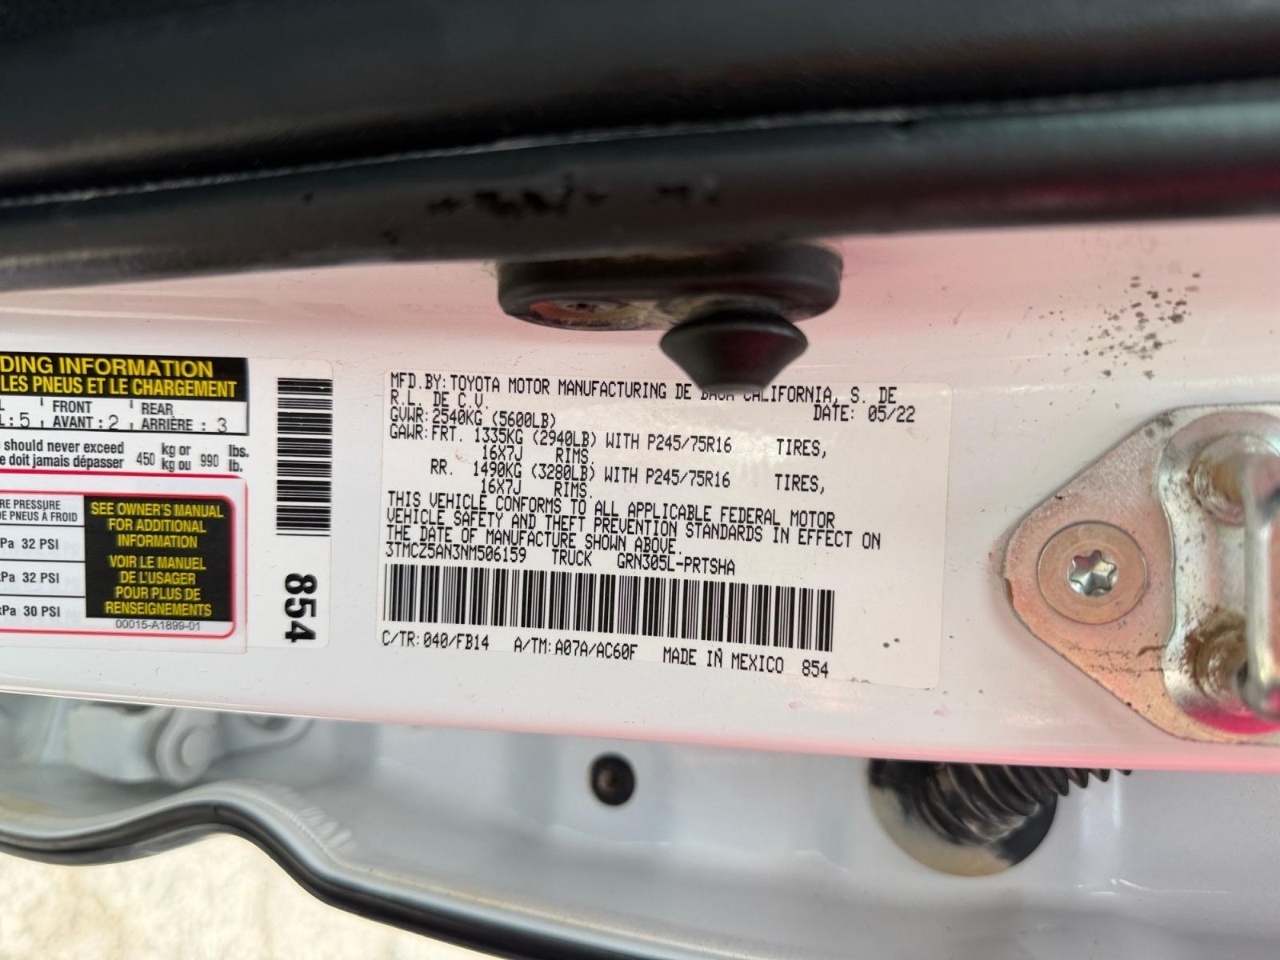 DING INFORMATION
LES PNEUS ET LE CHARGEMENT
L FRONT REAR
L: 5 AVANT: 2 ARRIÈRE: 3
should never exceed 450 kg or 990 lbs.
e doit jamais dépasser kg ou lb.
RE PRESSURE
DE PNEUS À FROID
Pa 32 PSI
kPa 32 PSI
kPa 30 PSI
SEE OWNER'S MANUAL
FOR ADDITIONAL
INFORMATION
VOIR LE MANUEL
DE L'USAGER
POUR PLUS DE
RENSEIGNEMENTS
00015-A1899-01
854
MFD.BY:TOYOTA MOTOR MANUFACTURING DE CALIFORNIA, S. DE
R.L. DE C.V. DATE: 05/22
GVWR:2540KG (5600LB)
GAWR:FRT. 1335KG (2940LB) WITH P245/75R16 TIRES,
16X7J RIMS.
RR. 1490KG (3280LB) WITH P245/75R16 TIRES,
16X7J RIMS.
THIS VEHICLE CONFORMS TO ALL APPLICABLE FEDERAL MOTOR
VEHICLE SAFETY AND THEFT PREVENTION STANDARDS IN EFFECT ON
THE DATE OF MANUFACTURE SHOWN ABOVE.
3TMCZ5AN3NM506159 TRUCK GRN305L-PRTSHA
C/TR: 040/FB14 A/TM: A07A/AC60F MADE IN MEXICO 854